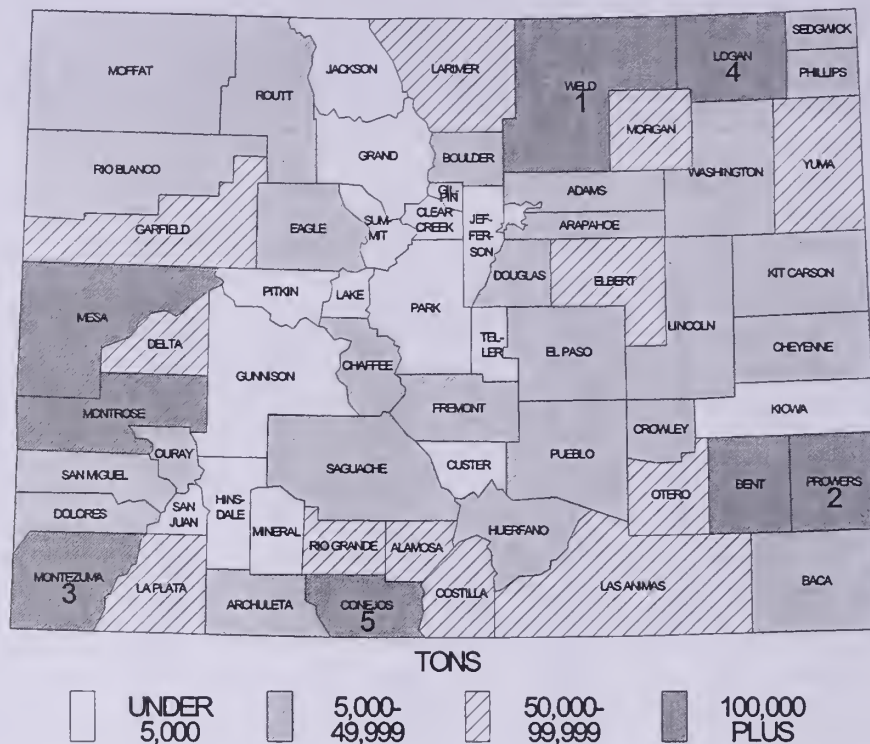 SEDGWICK
MOFFAT
JACKSON
LARIMER
LOGAN
4
PHILLIPS
ROUTT
WELD
1
MORGAN
RIO BLANCO
GRAND
BOULDER
WASHINGTON
YUMA
GIL-
PIN
ADAMS
CLEAR
CREEK
GARFIELD
EAGLE
SUM-
MIT
JEF-
FER-
SON
ARAPAHOE
DOUGLAS
ELBERT
KIT CARSON
PITKIN
LAKE
PARK
LINCOLN
MESA
DELTA
TEL-
LER
EL PASO
CHEYENNE
GUNNISON
CHAFFEE
MONTROSE
FREMONT
KIOWA
OURAY
CROWLEY
SAN MIGUEL
SAGUACHE
CUSTER
PUEBLO
BENT
PROWERS
2
OTERO
DOLORES
SAN
JUAN
HINS-
DALE
MINERAL
HUERFANO
RIO GRANDE
ALAMOSA
MONTEZUMA
3
LA PLATA
ARCHULETA
CONEJOS
5
COSTILLA
LAS ANIMAS
BACA
TONS
UNDER
5,000
5,000-
49,999
50,000-
99,999
100,000
PLUS